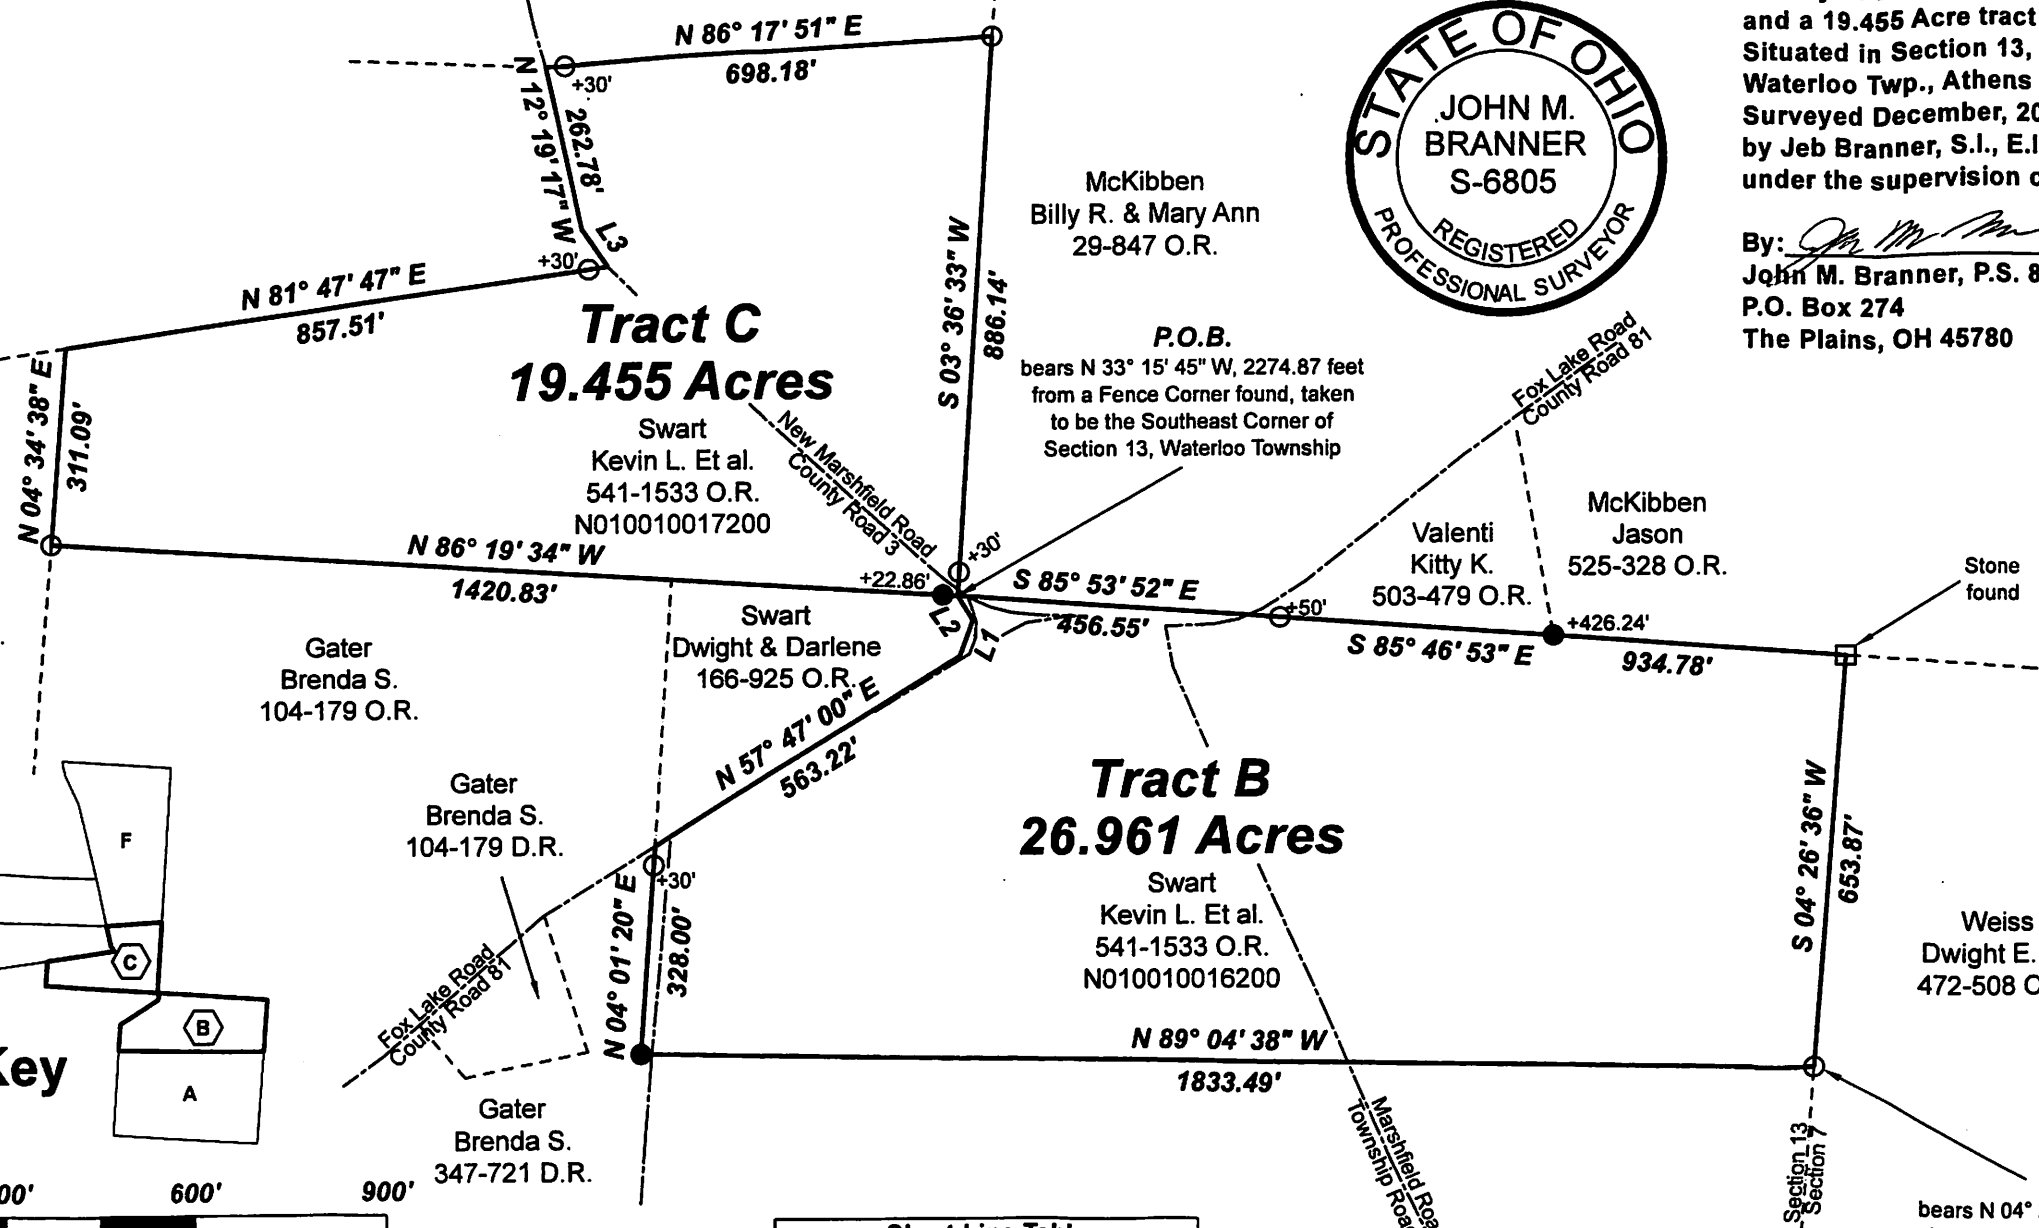 N 86° 17' 51" E
698.18'
+30'
N 12° 19' 17" W
262.78'
L3
+30'
N 81° 47' 47" E
857.51'
N 04° 34' 38" E
311.09'
Tract C
19.455 Acres
Swart
Kevin L. Et al.
541-1533 O.R.
N010010017200
New Marshfield Road
County Road 3
S 03° 36' 33" W
886.14'
McKibben
Billy R. & Mary Ann
29-847 O.R.
STATE OF OHIO
JOHN M.
BRANNER
S-6805
REGISTERED
PROFESSIONAL SURVEYOR
and a 19.455 Acre tract
Situated in Section 13,
Waterloo Twp., Athens
Surveyed December, 20
by Jeb Branner, S.I., E.I
under the supervision o
By:
John M. Branner, P.S. 8
P.O. Box 274
The Plains, OH 45780
P.O.B.
bears N 33° 15' 45" W, 2274.87 feet
from a Fence Corner found, taken
to be the Southeast Corner of
Section 13, Waterloo Township
Fox Lake Road
County Road 81
N 86° 19' 34" W
1420.83'
+22.86'
+30'
L2
L1
S 85° 53' 52" E
456.55'
+50'
Valenti
Kitty K.
503-479 O.R.
McKibben
Jason
525-328 O.R.
+426.24'
S 85° 46' 53" E
934.78'
Stone
found
Gater
Brenda S.
104-179 O.R.
Swart
Dwight & Darlene
166-925 O.R.
N 57° 47' 00" E
563.22'
Gater
Brenda S.
104-179 D.R.
+30'
N 04° 01' 20" E
328.00'
Fox Lake Road
County Road 81
Gater
Brenda S.
347-721 D.R.
Tract B
26.961 Acres
Swart
Kevin L. Et al.
541-1533 O.R.
N010010016200
S 04° 26' 36" W
653.87'
Weiss
Dwight E.
472-508 O
N 89° 04' 38" W
1833.49'
Marshfield Roa
Township Road
Section 13
Section 7
bears N 04°
F
C
B
A
Key
00'
600'
900'